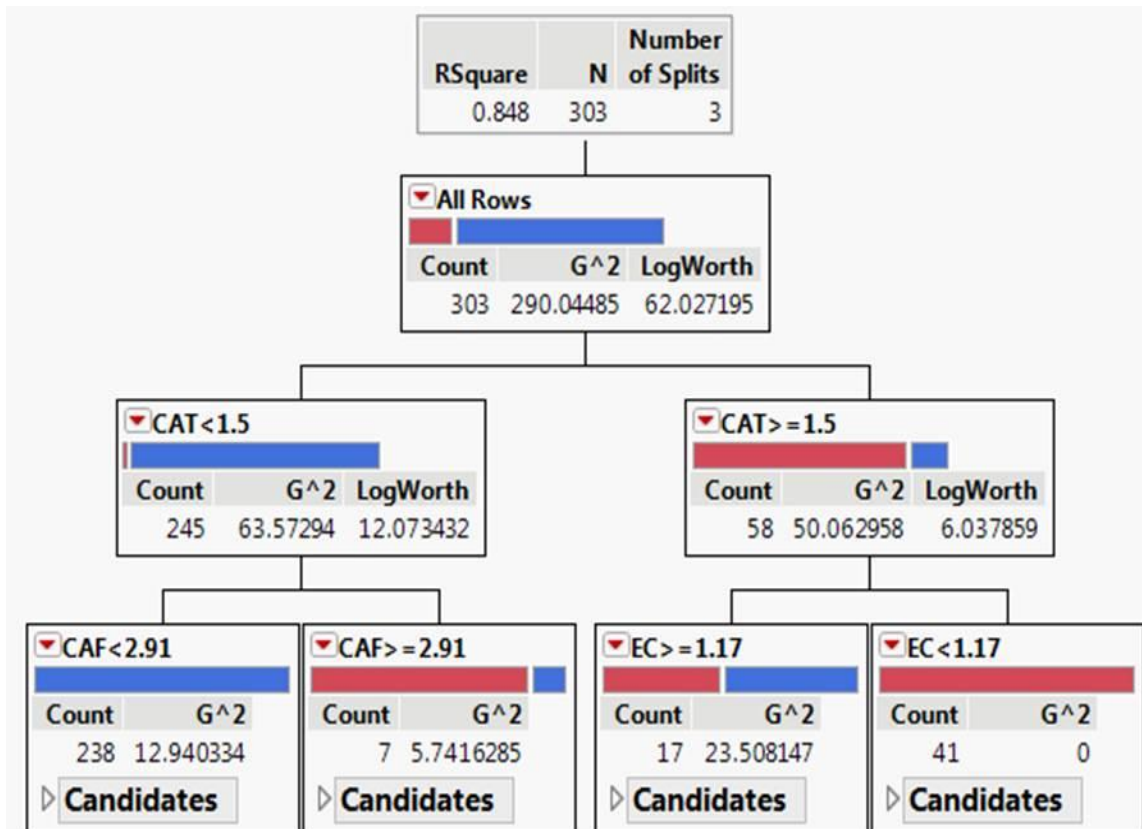 Number
RSquare N of Splits
0.848 303 3
All Rows
Count G^2 LogWorth
303 290.04485 62.027195
CAT<1.5
Count G^2 LogWorth
245 63.57294 12.073432
CAT>=1.5
Count G^2 LogWorth
58 50.062958 6.037859
CAF<2.91
Count G^2
238 12.940334
Candidates
CAF>=2.91
Count G^2
7 5.7416285
Candidates
EC>=1.17
Count G^2
17 23.508147
Candidates
EC<1.17
Count G^2
41 0
Candidates